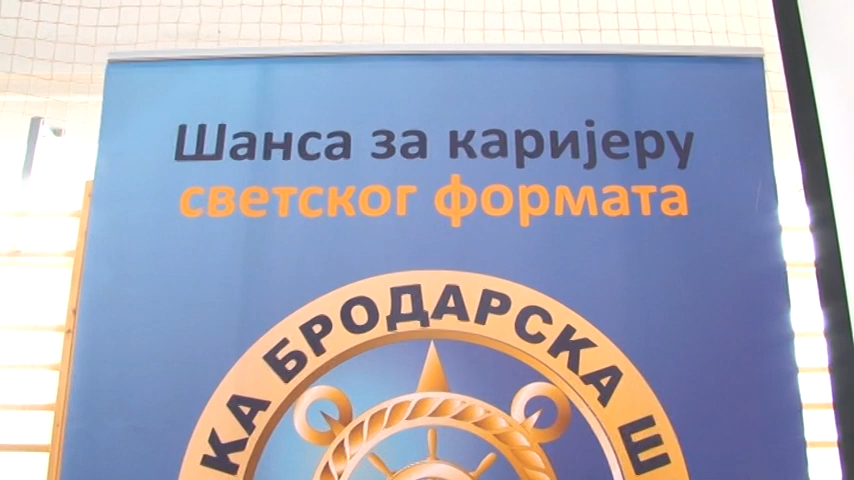 Шанса за каријеру
светског формата
КА БРОДАРСКА Ш